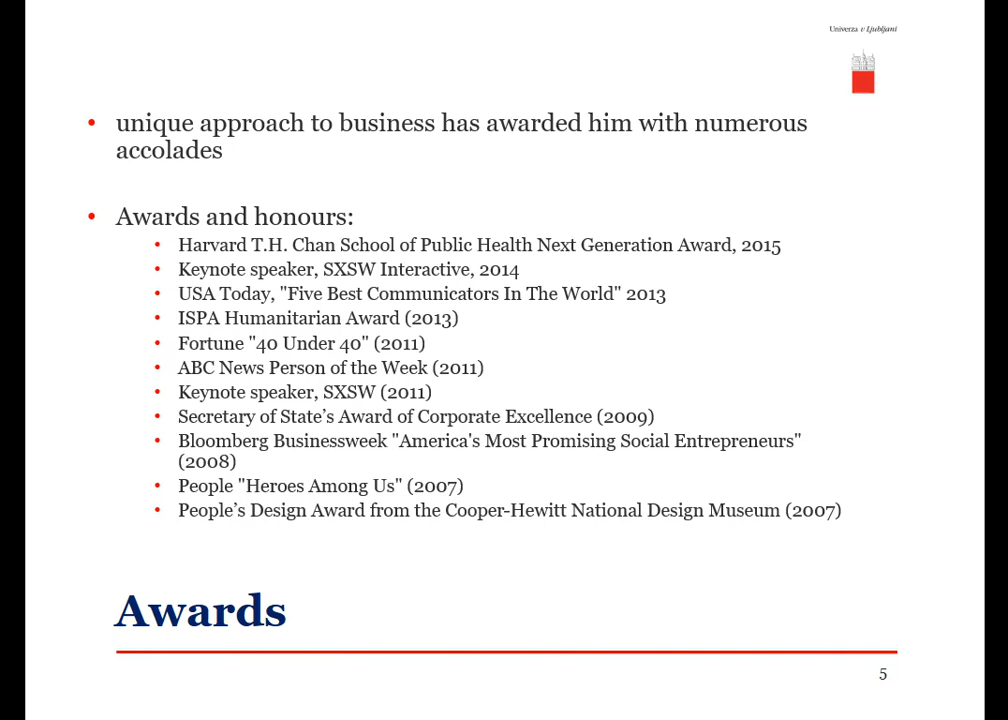 Univerza v Ljubljani
• unique approach to business has awarded him with numerous
accolades
• Awards and honours:
• Harvard T.H. Chan School of Public Health Next Generation Award, 2015
• Keynote speaker, SXSW Interactive, 2014
• USA Today, "Five Best Communicators In The World" 2013
• ISPA Humanitarian Award (2013)
• Fortune "40 Under 40" (2011)
• ABC News Person of the Week (2011)
• Keynote speaker, SXSW (2011)
• Secretary of State’s Award of Corporate Excellence (2009)
• Bloomberg Businessweek "America's Most Promising Social Entrepreneurs"
(2008)
• People "Heroes Among Us" (2007)
• People’s Design Award from the Cooper-Hewitt National Design Museum (2007)
Awards
5